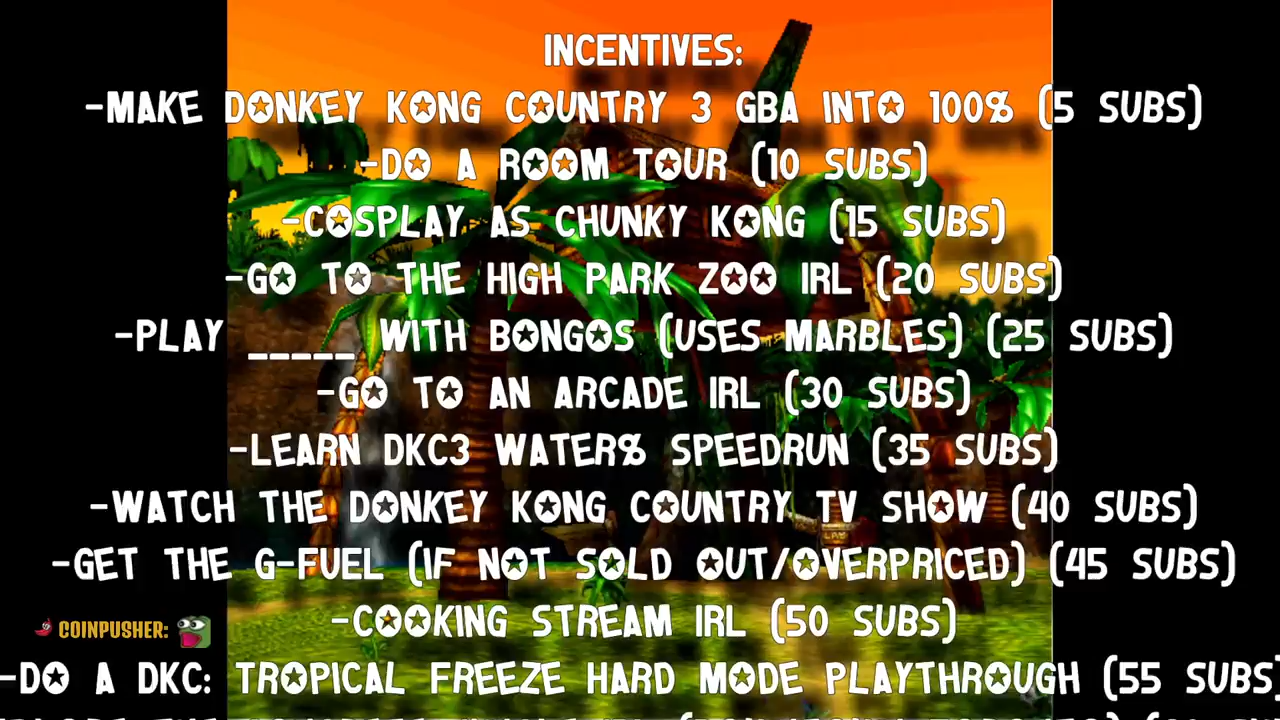 INCENTIVES:
-MAKE DONKEY KONG COUNTRY 3 GBA INTO 100% (5 SUBS)
-DO A ROOM TOUR (10 SUBS)
-COSPLAY AS CHUNKY KONG (15 SUBS)
-GO TO THE HIGH PARK ZOO IRL (20 SUBS)
-PLAY _____ WITH BONGOS (USES MARBLES) (25 SUBS)
-GO TO AN ARCADE IRL (30 SUBS)
-LEARN DKC3 WATER% SPEEDRUN (35 SUBS)
-WATCH THE DONKEY KONG COUNTRY TV SHOW (40 SUBS)
-GET THE G-FUEL (IF NOT SOLD OUT/OVERPRICED) (45 SUBS)
-COOKING STREAM IRL (50 SUBS)
COINPUSHER:
-DO A DKC: TROPICAL FREEZE HARD MODE PLAYTHROUGH (55 SUBS)